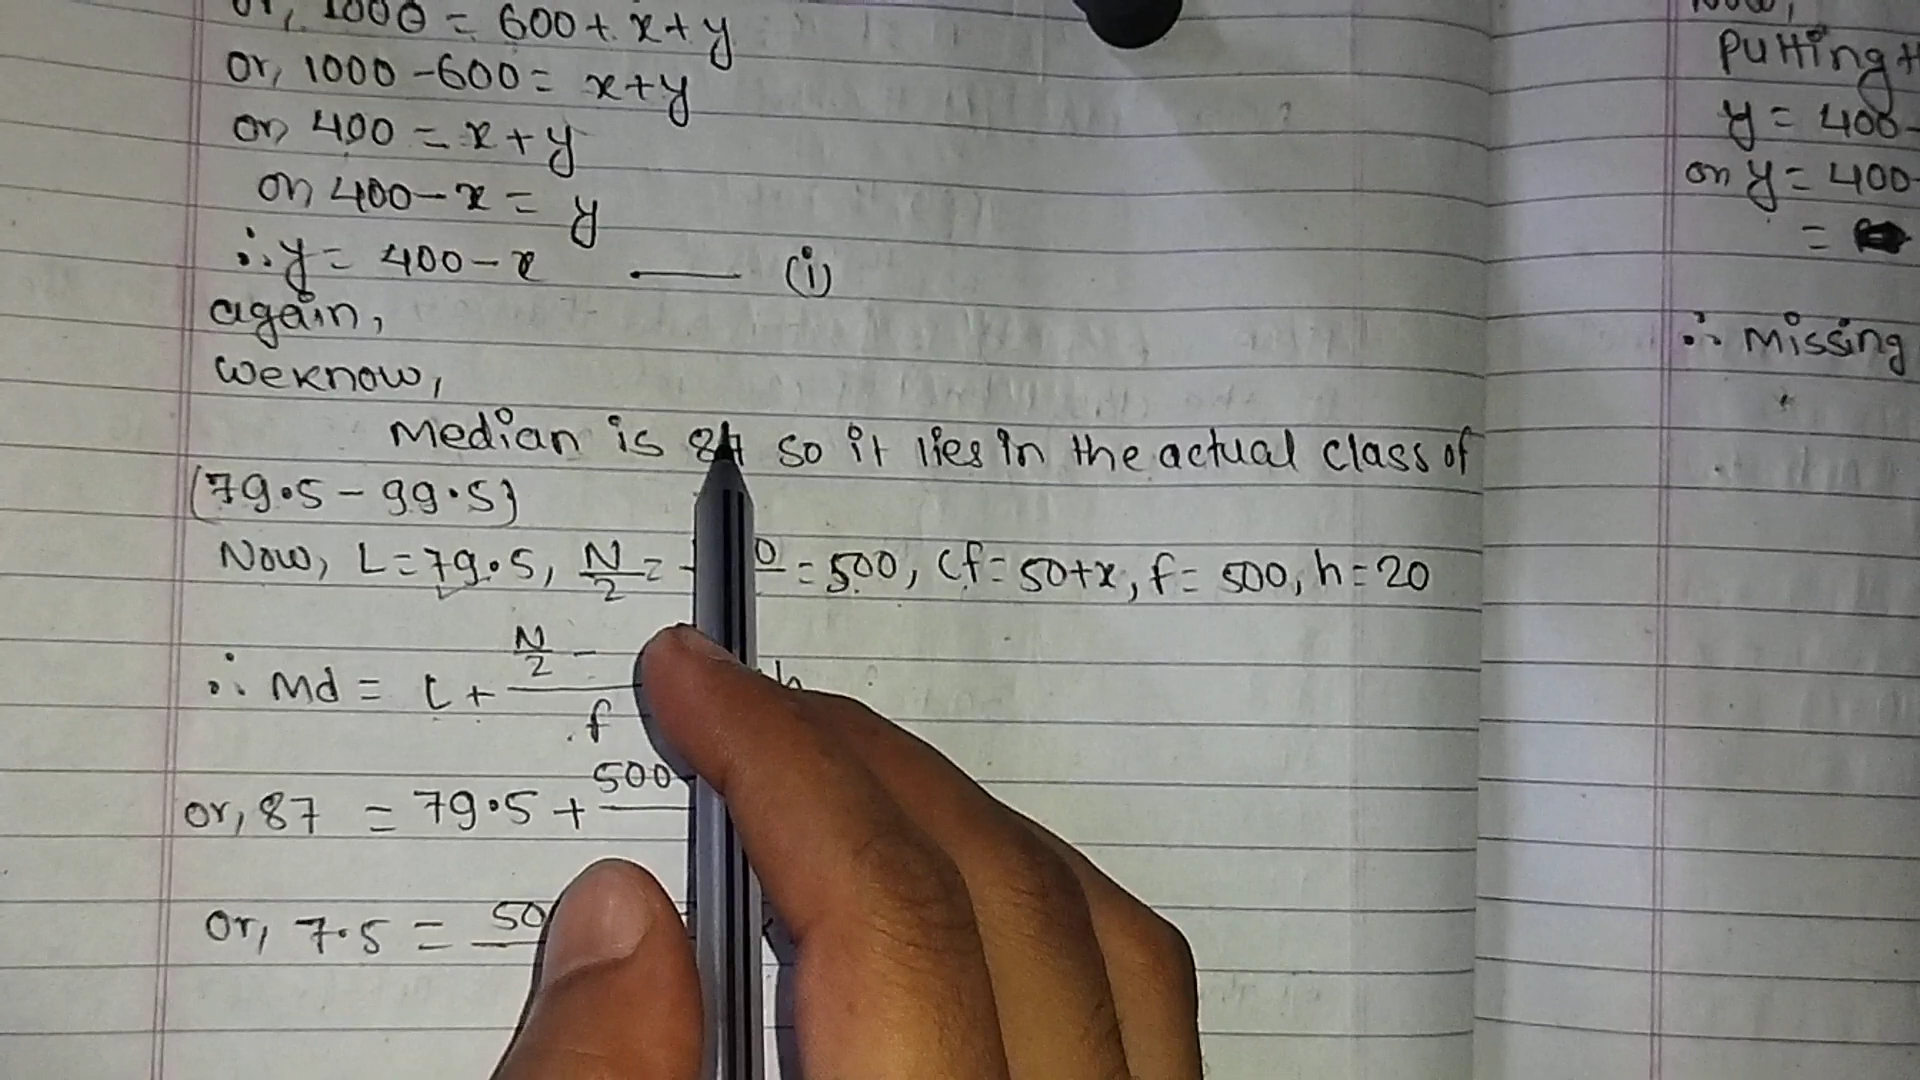 or, 1000 = 600 + x + y
or, 1000 - 600 = x + y
or, 400 = x + y
or, 400 - x = y
∴ y = 400 - x —— (i)
again,
we know,
Median is 87 so it lies in the actual class of
(79.5 - 99.5)
Now, L = 79.5, N/2 = = 500, Cf = 50 + x, f = 500, h = 20
∴ Md = L + N/2 - / f h
or, 87 = 79.5 + 500
or, 7.5 =
Now,
Putting
y = 400 -
or y = 400 -
=
∴ Missing